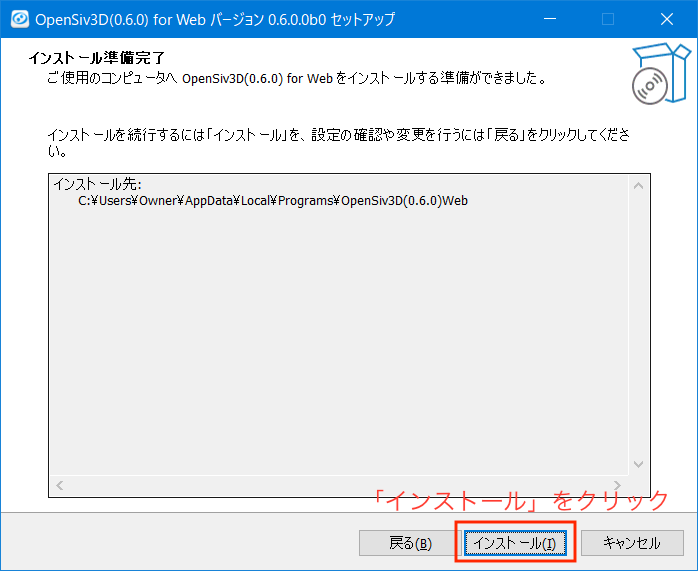 OpenSiv3D(0.6.0) for Web バージョン 0.6.0.0b0 セットアップ
インストール準備完了
ご使用のコンピュータへ OpenSiv3D(0.6.0) for Web をインストールする準備ができました。
インストールを続行するには「インストール」を、設定の確認や変更を行うには「戻る」をクリックしてくださ
い。
インストール先:
C:¥Users¥Owner¥AppData¥Local¥Programs¥OpenSiv3D(0.6.0)Web
「インストール」をクリック
戻る(B)
インストール(I)
キャンセル